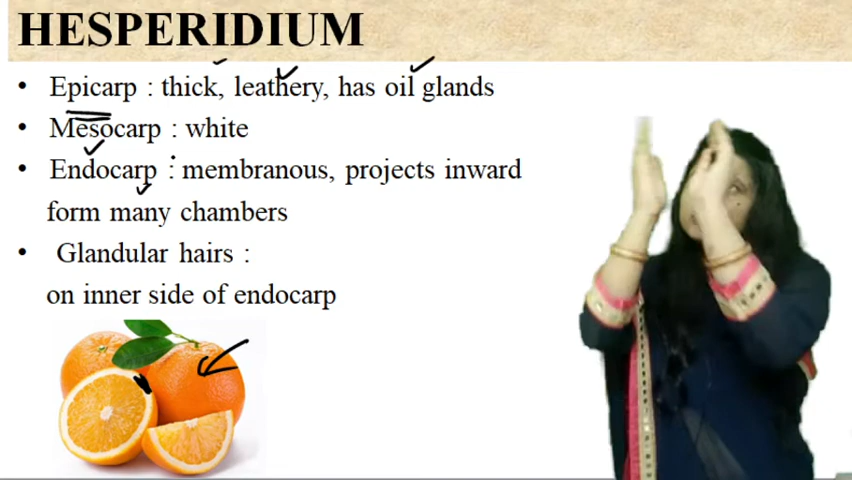 HESPERIDIUM
• Epicarp : thick, leathery, has oil glands
• Mesocarp : white
• Endocarp : membranous, projects inward
form many chambers
• Glandular hairs :
on inner side of endocarp